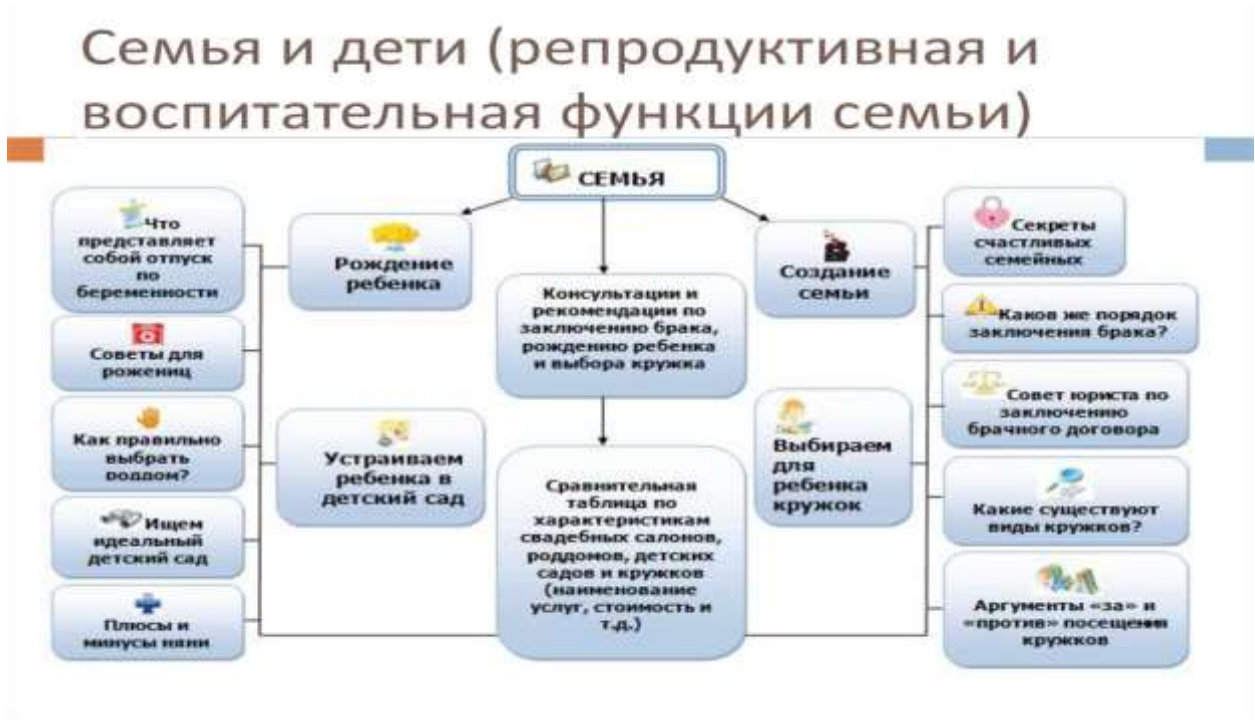 Семья и дети (репродуктивная и
воспитательная функции семьи)
СЕМЬЯ
Что
представляет
собой отпуск
по
беременности
Советы для
рожениц
Как правильно
выбрать
роддом?
Ищем
идеальный
детский сад
Плюсы и
минусы няни
Рождение
ребенка
Устраиваем
ребенка в
детский сад
Консультации и
рекомендации по
заключению брака,
рождению ребенка
и выбора кружка
Сравнительная
таблица по
характеристикам
свадебных салонов,
роддомов, детских
садов и кружков
(наименование
услуг, стоимость и
т.д.)
Создание
семьи
Выбираем
для
ребенка
кружок
Секреты
счастливых
семейных
Каков же порядок
заключения брака?
Совет юриста по
заключению
брачного договора
Какие существуют
виды кружков?
Аргументы «за» и
«против» посещения
кружков